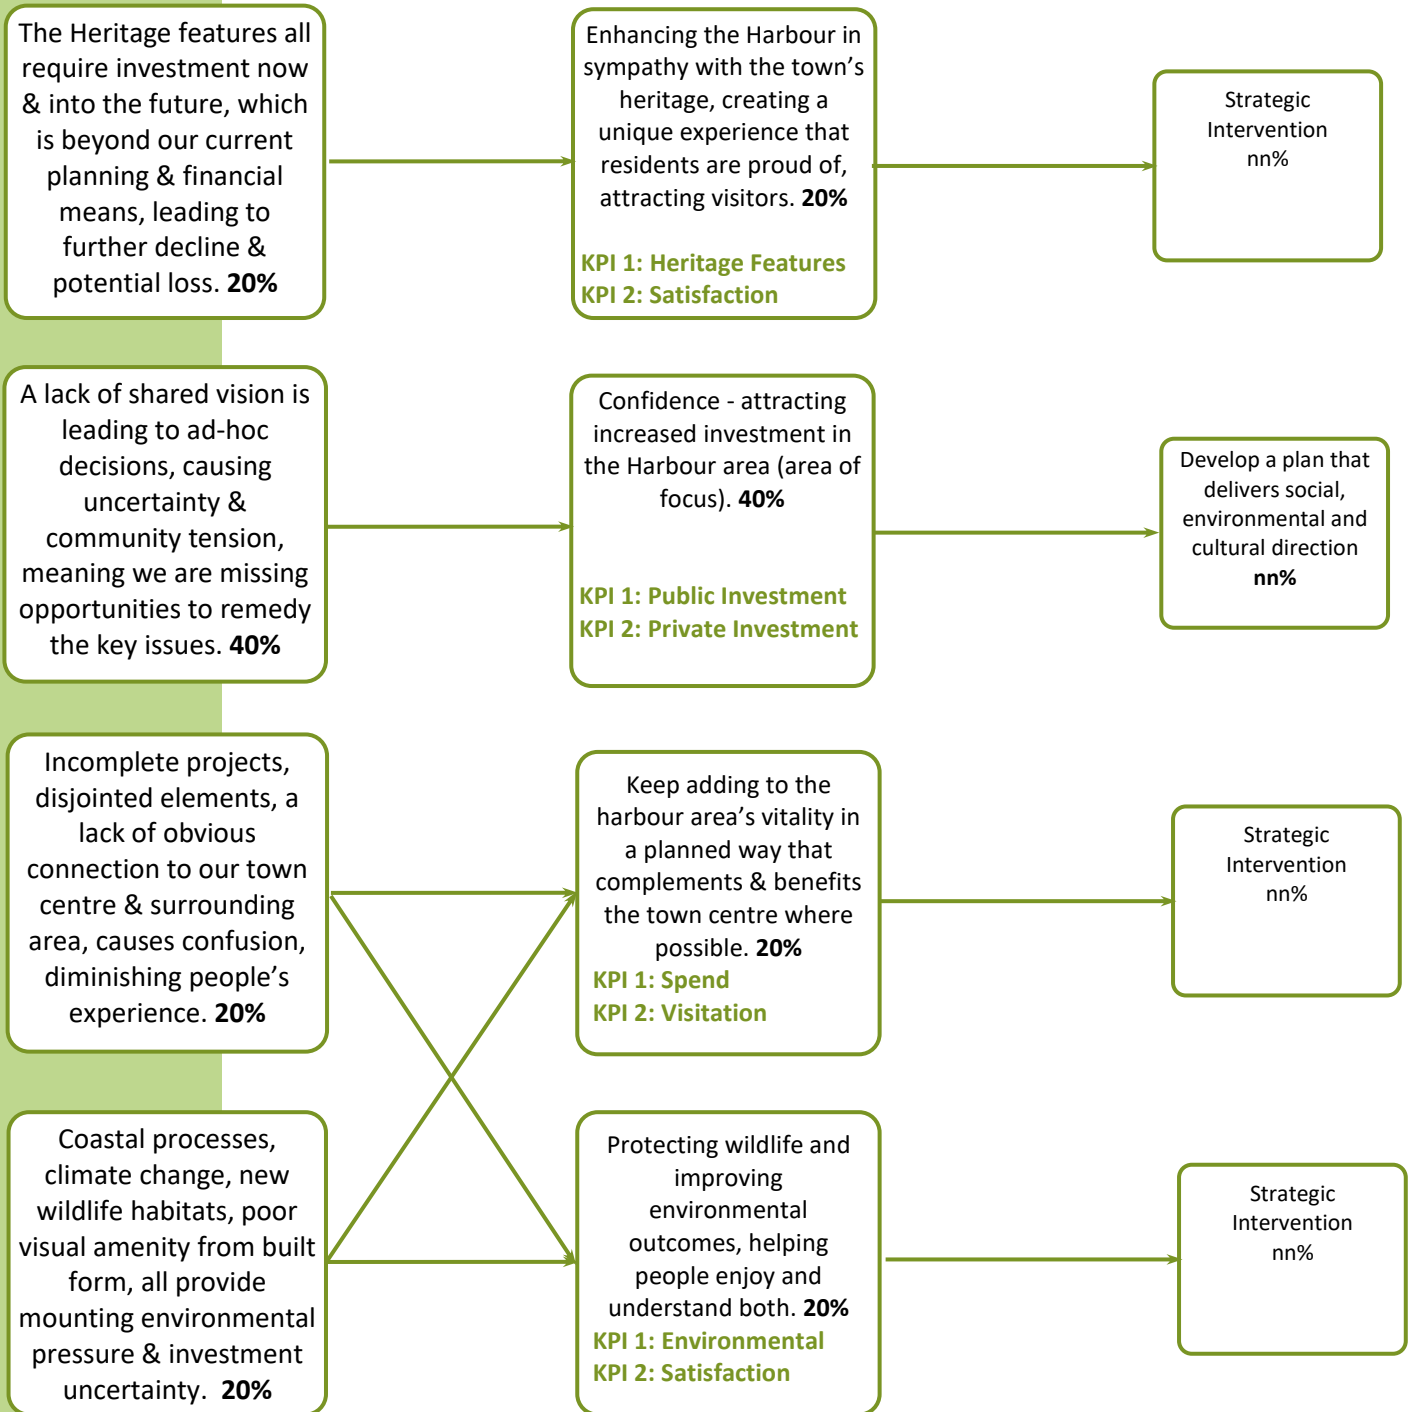 The Heritage features all
require investment now
& into the future, which
is beyond our current
planning & financial
means, leading to
further decline &
potential loss. 20%
Enhancing the Harbour in
sympathy with the town’s
heritage, creating a
unique experience that
residents are proud of,
attracting visitors. 20%
KPI 1: Heritage Features
KPI 2: Satisfaction
Strategic
Intervention
nn%
A lack of shared vision is
leading to ad-hoc
decisions, causing
uncertainty &
community tension,
meaning we are missing
opportunities to remedy
the key issues. 40%
Confidence - attracting
increased investment in
the Harbour area (area of
focus). 40%
KPI 1: Public Investment
KPI 2: Private Investment
Develop a plan that
delivers social,
environmental and
cultural direction
nn%
Incomplete projects,
disjointed elements, a
lack of obvious
connection to our town
centre & surrounding
area, causes confusion,
diminishing people’s
experience. 20%
Keep adding to the
harbour area’s vitality in
a planned way that
complements & benefits
the town centre where
possible. 20%
KPI 1: Spend
KPI 2: Visitation
Strategic
Intervention
nn%
Coastal processes,
climate change, new
wildlife habitats, poor
visual amenity from built
form, all provide
mounting environmental
pressure & investment
uncertainty. 20%
Protecting wildlife and
improving
environmental
outcomes, helping
people enjoy and
understand both. 20%
KPI 1: Environmental
KPI 2: Satisfaction
Strategic
Intervention
nn%